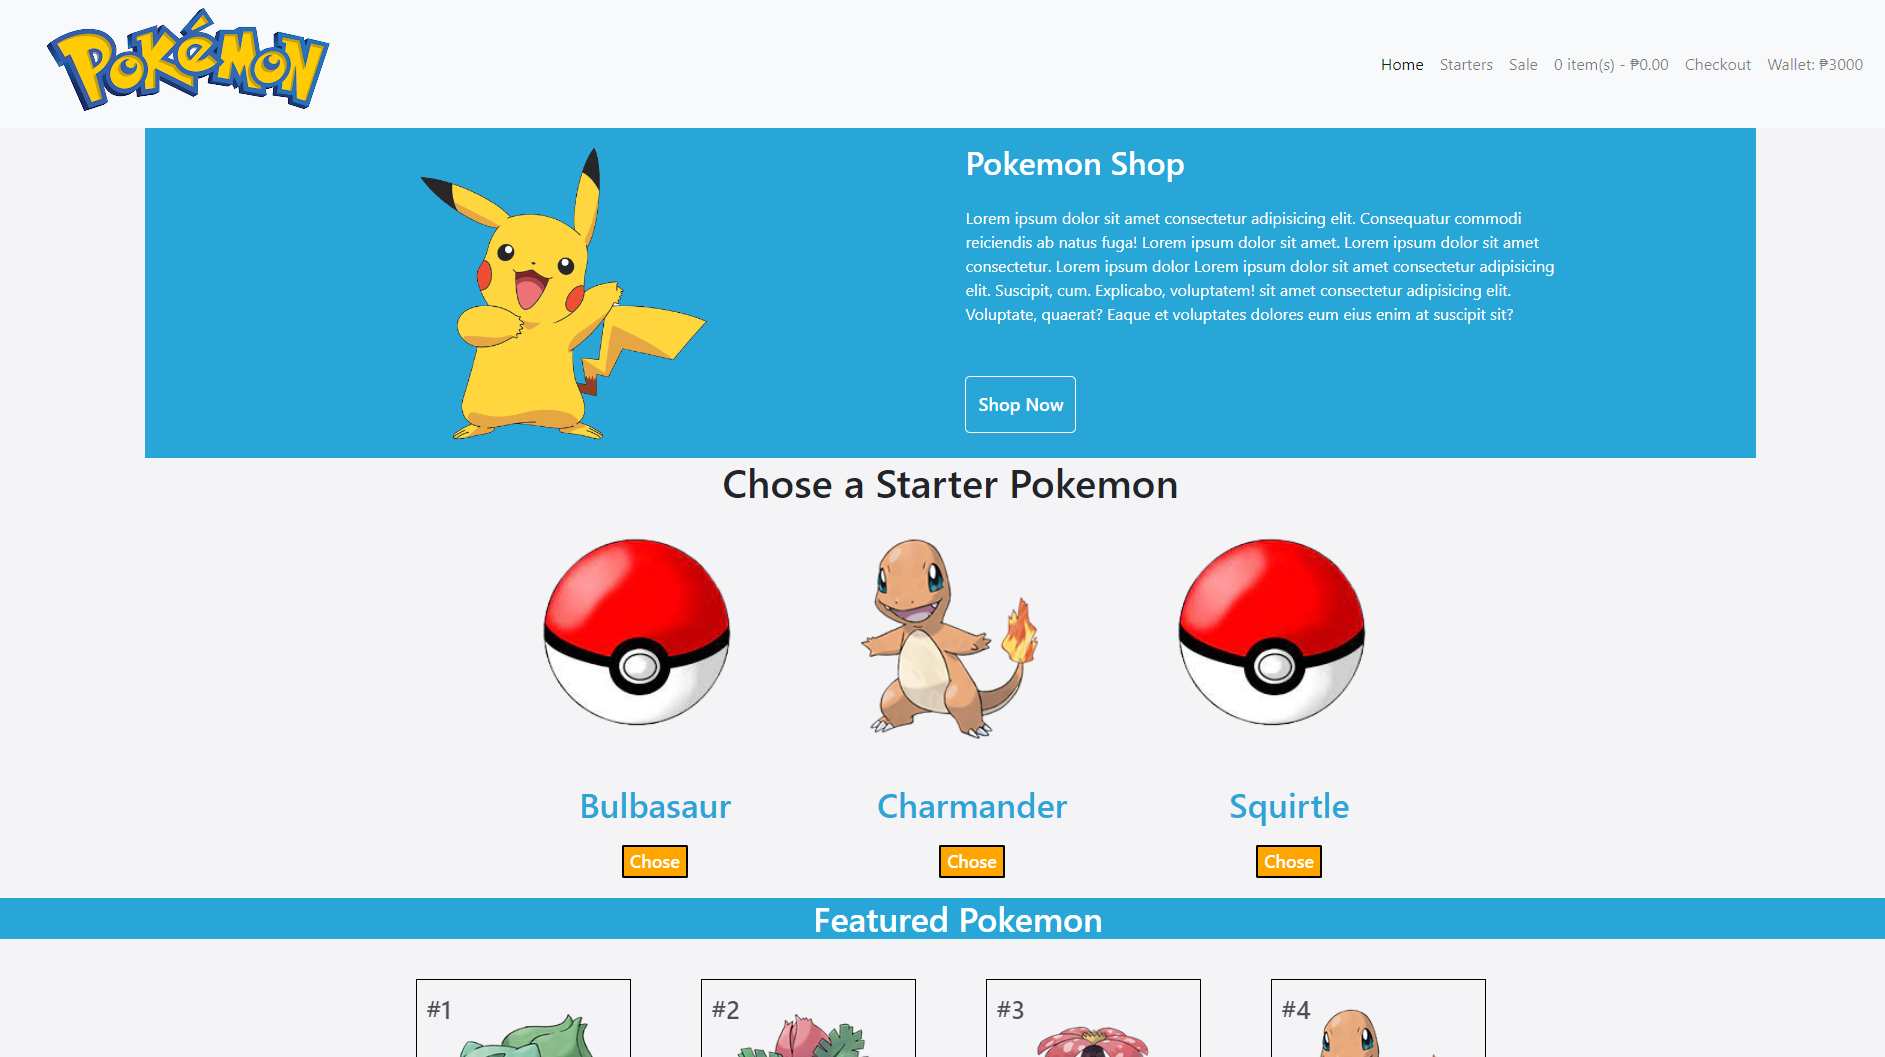 Pokémon
Home Starters Sale 0 item(s) - ₱0.00 Checkout Wallet: ₱3000
Pokemon Shop
Lorem ipsum dolor sit amet consectetur adipisicing elit. Consequatur commodi
reiciendis ab natus fuga! Lorem ipsum dolor sit amet. Lorem ipsum dolor sit amet
consectetur. Lorem ipsum dolor Lorem ipsum dolor sit amet consectetur adipisicing
elit. Suscipit, cum. Explicabo, voluptatem! sit amet consectetur adipisicing elit.
Voluptate, quaerat? Eaque et voluptates dolores eum eius enim at suscipit sit?
Shop Now
Chose a Starter Pokemon
Bulbasaur Charmander Squirtle
Chose Chose Chose
Featured Pokemon
#1 #2 #3 #4